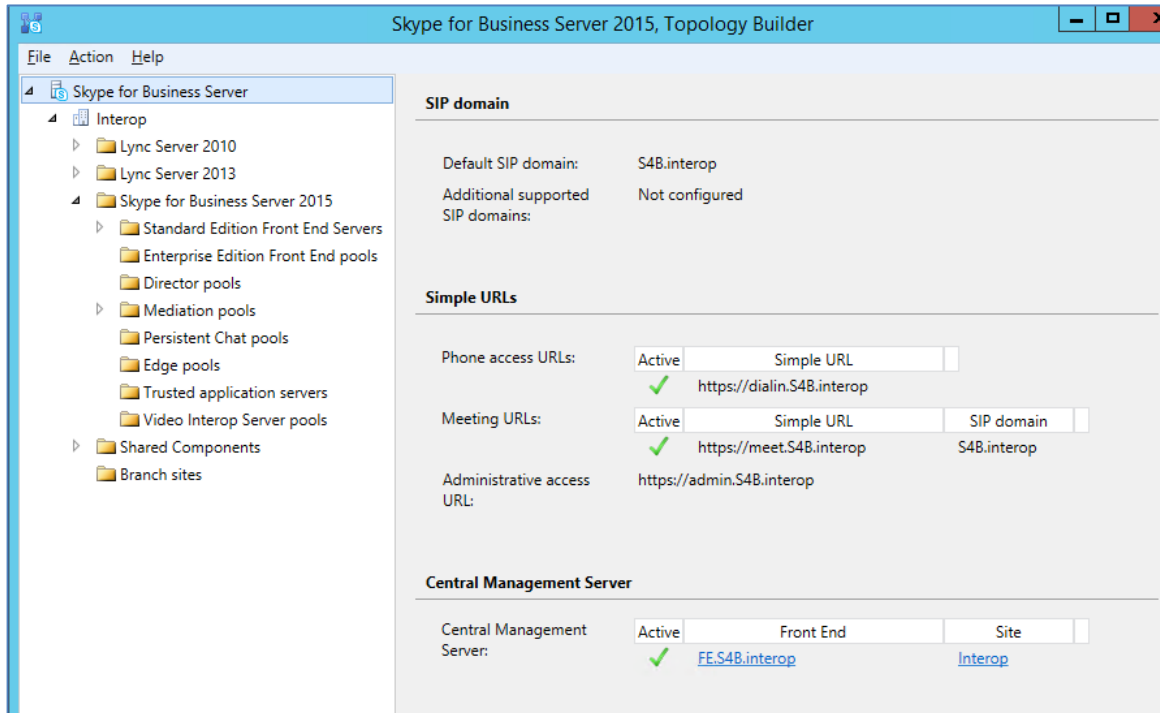 Skype for Business Server 2015, Topology Builder
File Action Help
Skype for Business Server
Interop
Lync Server 2010
Lync Server 2013
Skype for Business Server 2015
Standard Edition Front End Servers
Enterprise Edition Front End pools
Director pools
Mediation pools
Persistent Chat pools
Edge pools
Trusted application servers
Video Interop Server pools
Shared Components
Branch sites
SIP domain
Default SIP domain: S4B.interop
Additional supported Not configured
SIP domains:
Simple URLs
Phone access URLs: Active Simple URL
https://dialin.S4B.interop
Meeting URLs: Active Simple URL SIP domain
https://meet.S4B.interop S4B.interop
Administrative access https://admin.S4B.interop
URL:
Central Management Server
Central Management Active Front End Site
Server: FE.S4B.interop Interop